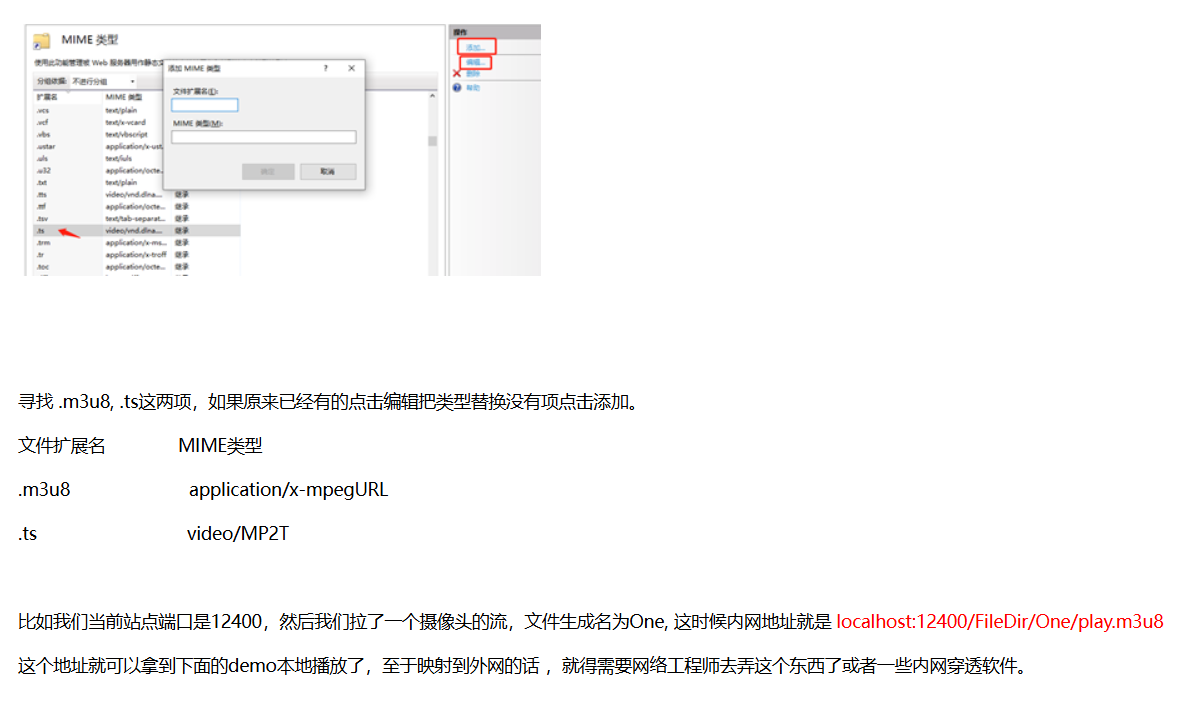 MIME 类型
操作
添加...
编辑...
删除
帮助
使用此功能管理被 Web 服务器用作静态文
添加 MIME 类型
? ×
分组依据: 不进行分组
文件扩展名(E):
扩展名 MIME 类型
MIME 类型(M):
.vcs text/plain
.vcf text/x-vcard
.vbs text/vbscript
.ustar application/x-ust...
.uls text/iuls
.u32 application/octe...
确定 取消
.txt text/plain
.tts video/vnd.dlna... 继承
.ttf application/octe... 继承
.tsv text/tab-separat... 继承
.ts video/vnd.dlna... 继承
.trm application/x-ms... 继承
.tr application/x-troff 继承
.toc application/octe... 继承
寻找 .m3u8, .ts这两项，如果原来已经有的点击编辑把类型替换没有项点击添加。
文件扩展名 MIME类型
.m3u8 application/x-mpegURL
.ts video/MP2T
比如我们当前站点端口是12400，然后我们拉了一个摄像头的流，文件生成名为One, 这时候内网地址就是 localhost:12400/FileDir/One/play.m3u8
这个地址就可以拿到下面的demo本地播放了，至于映射到外网的话 ，就得需要网络工程师去弄这个东西了或者一些内网穿透软件。